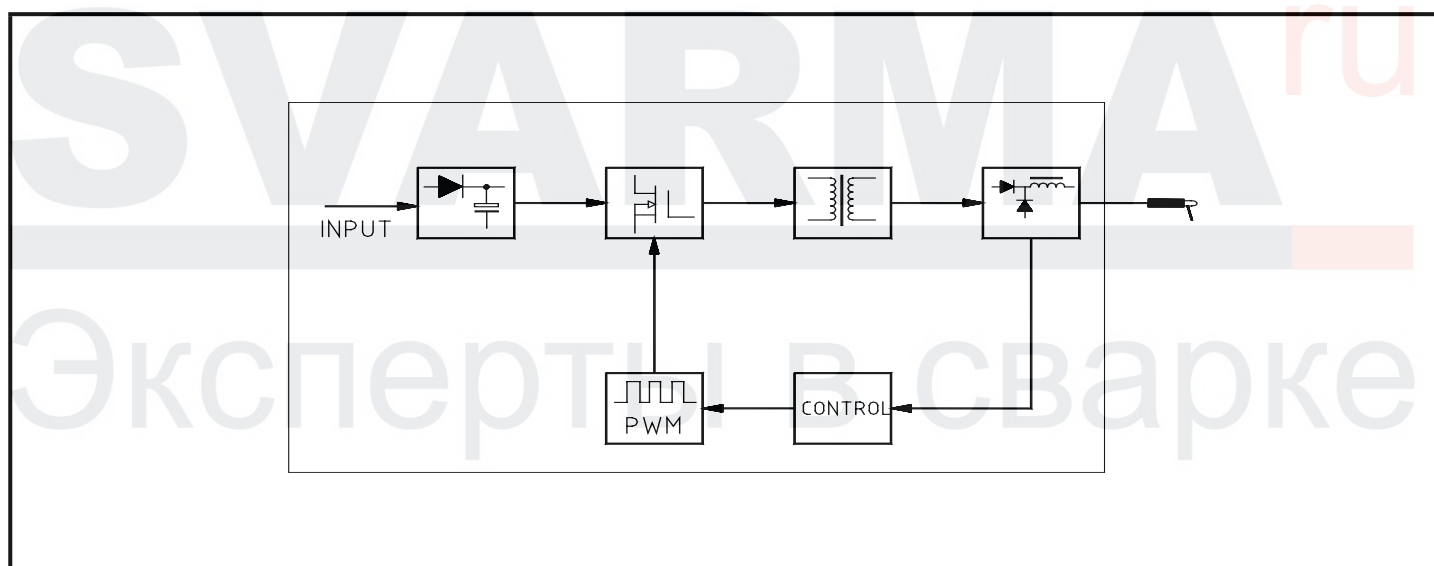 SVARMA ru
INPUT
PWM
CONTROL
Эксперты в сварке